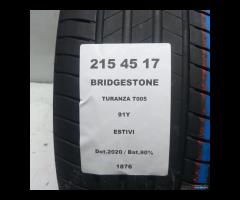 215 45 17
BRIDGESTONE
TURANZA T005
91Y
ESTIVI
Dot.2020 / Bat.90%
1876